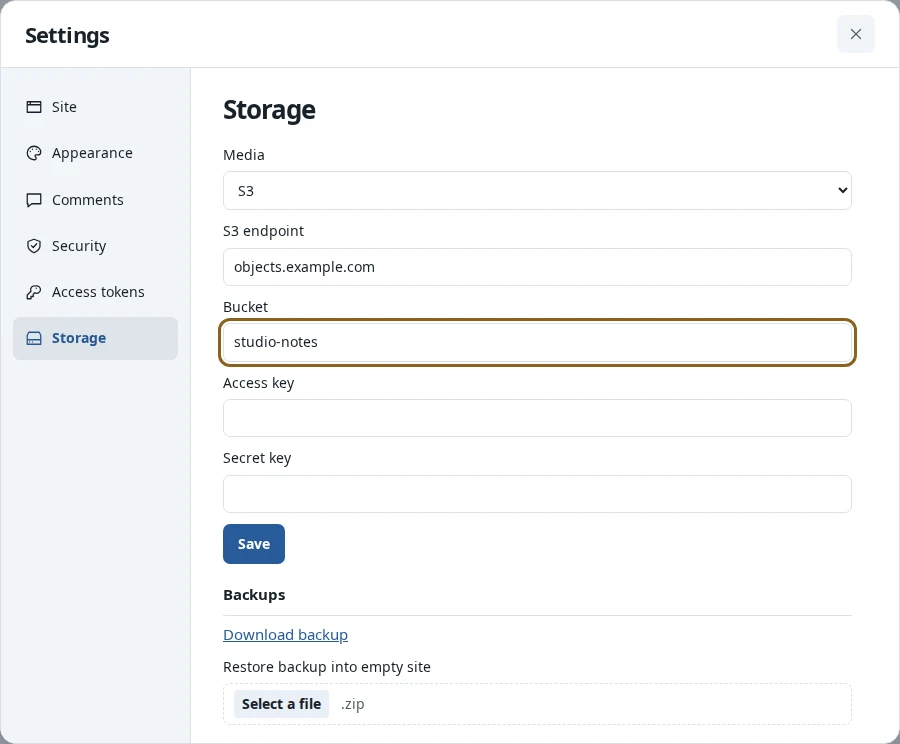 Settings
Site
Appearance
Comments
Security
Access tokens
Storage
Storage
Media
S3
S3 endpoint
objects.example.com
Bucket
studio-notes
Access key
Secret key
Save
Backups
Download backup
Restore backup into empty site
Select a file .zip